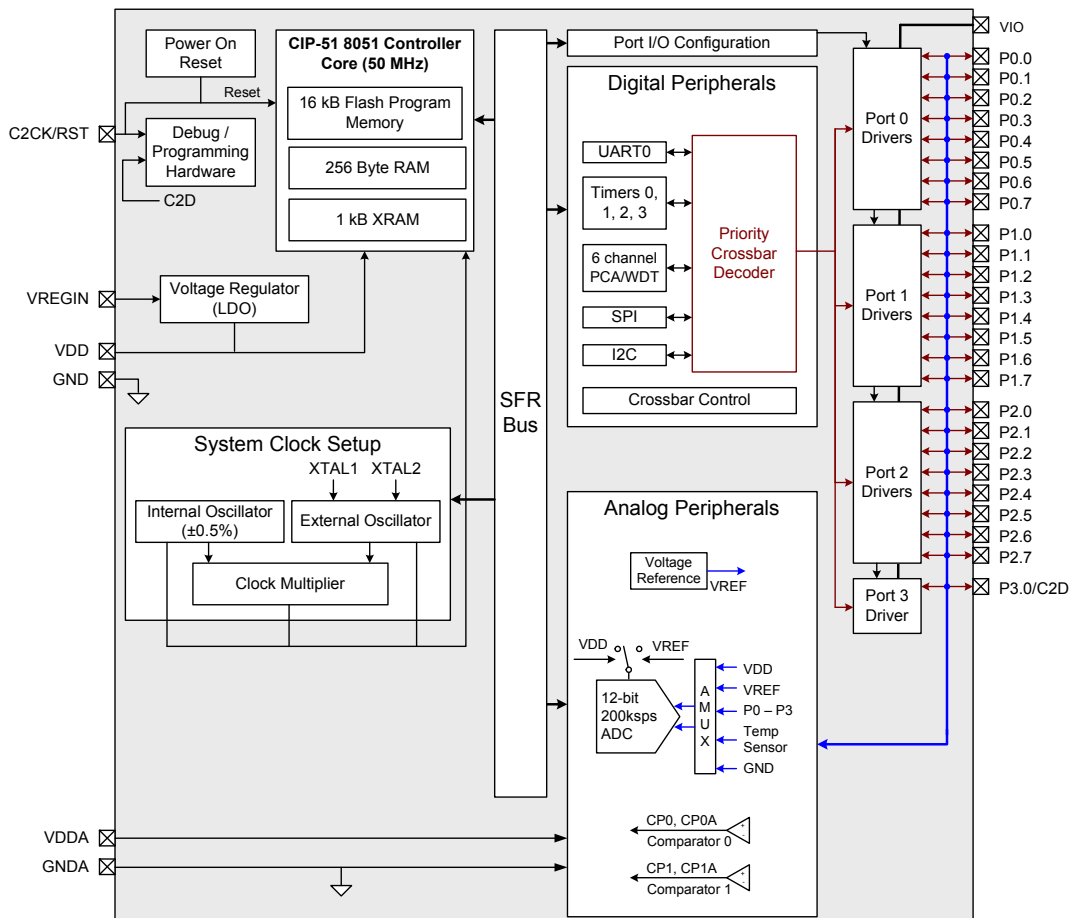 Power On
Reset
Reset
C2CK/RST
Debug /
Programming
Hardware
C2D
CIP-51 8051 Controller
Core (50 MHz)
16 kB Flash Program
Memory
256 Byte RAM
1 kB XRAM
VREGIN
Voltage Regulator
(LDO)
VDD
GND
System Clock Setup
XTAL1
XTAL2
Internal Oscillator
(±0.5%)
External Oscillator
Clock Multiplier
VDDA
GNDA
SFR
Bus
Port I/O Configuration
Digital Peripherals
UART0
Timers 0,
1, 2, 3
6 channel
PCA/WDT
SPI
I2C
Priority
Crossbar
Decoder
Crossbar Control
Analog Peripherals
Voltage
Reference
VREF
VDD
VREF
12-bit
200ksps
ADC
A
M
U
X
VDD
VREF
P0 – P3
Temp
Sensor
GND
CP0, CP0A
+
-
Comparator 0
CP1, CP1A
+
-
Comparator 1
Port 0
Drivers
Port 1
Drivers
Port 2
Drivers
Port 3
Driver
VIO
P0.0
P0.1
P0.2
P0.3
P0.4
P0.5
P0.6
P0.7
P1.0
P1.1
P1.2
P1.3
P1.4
P1.5
P1.6
P1.7
P2.0
P2.1
P2.2
P2.3
P2.4
P2.5
P2.6
P2.7
P3.0/C2D